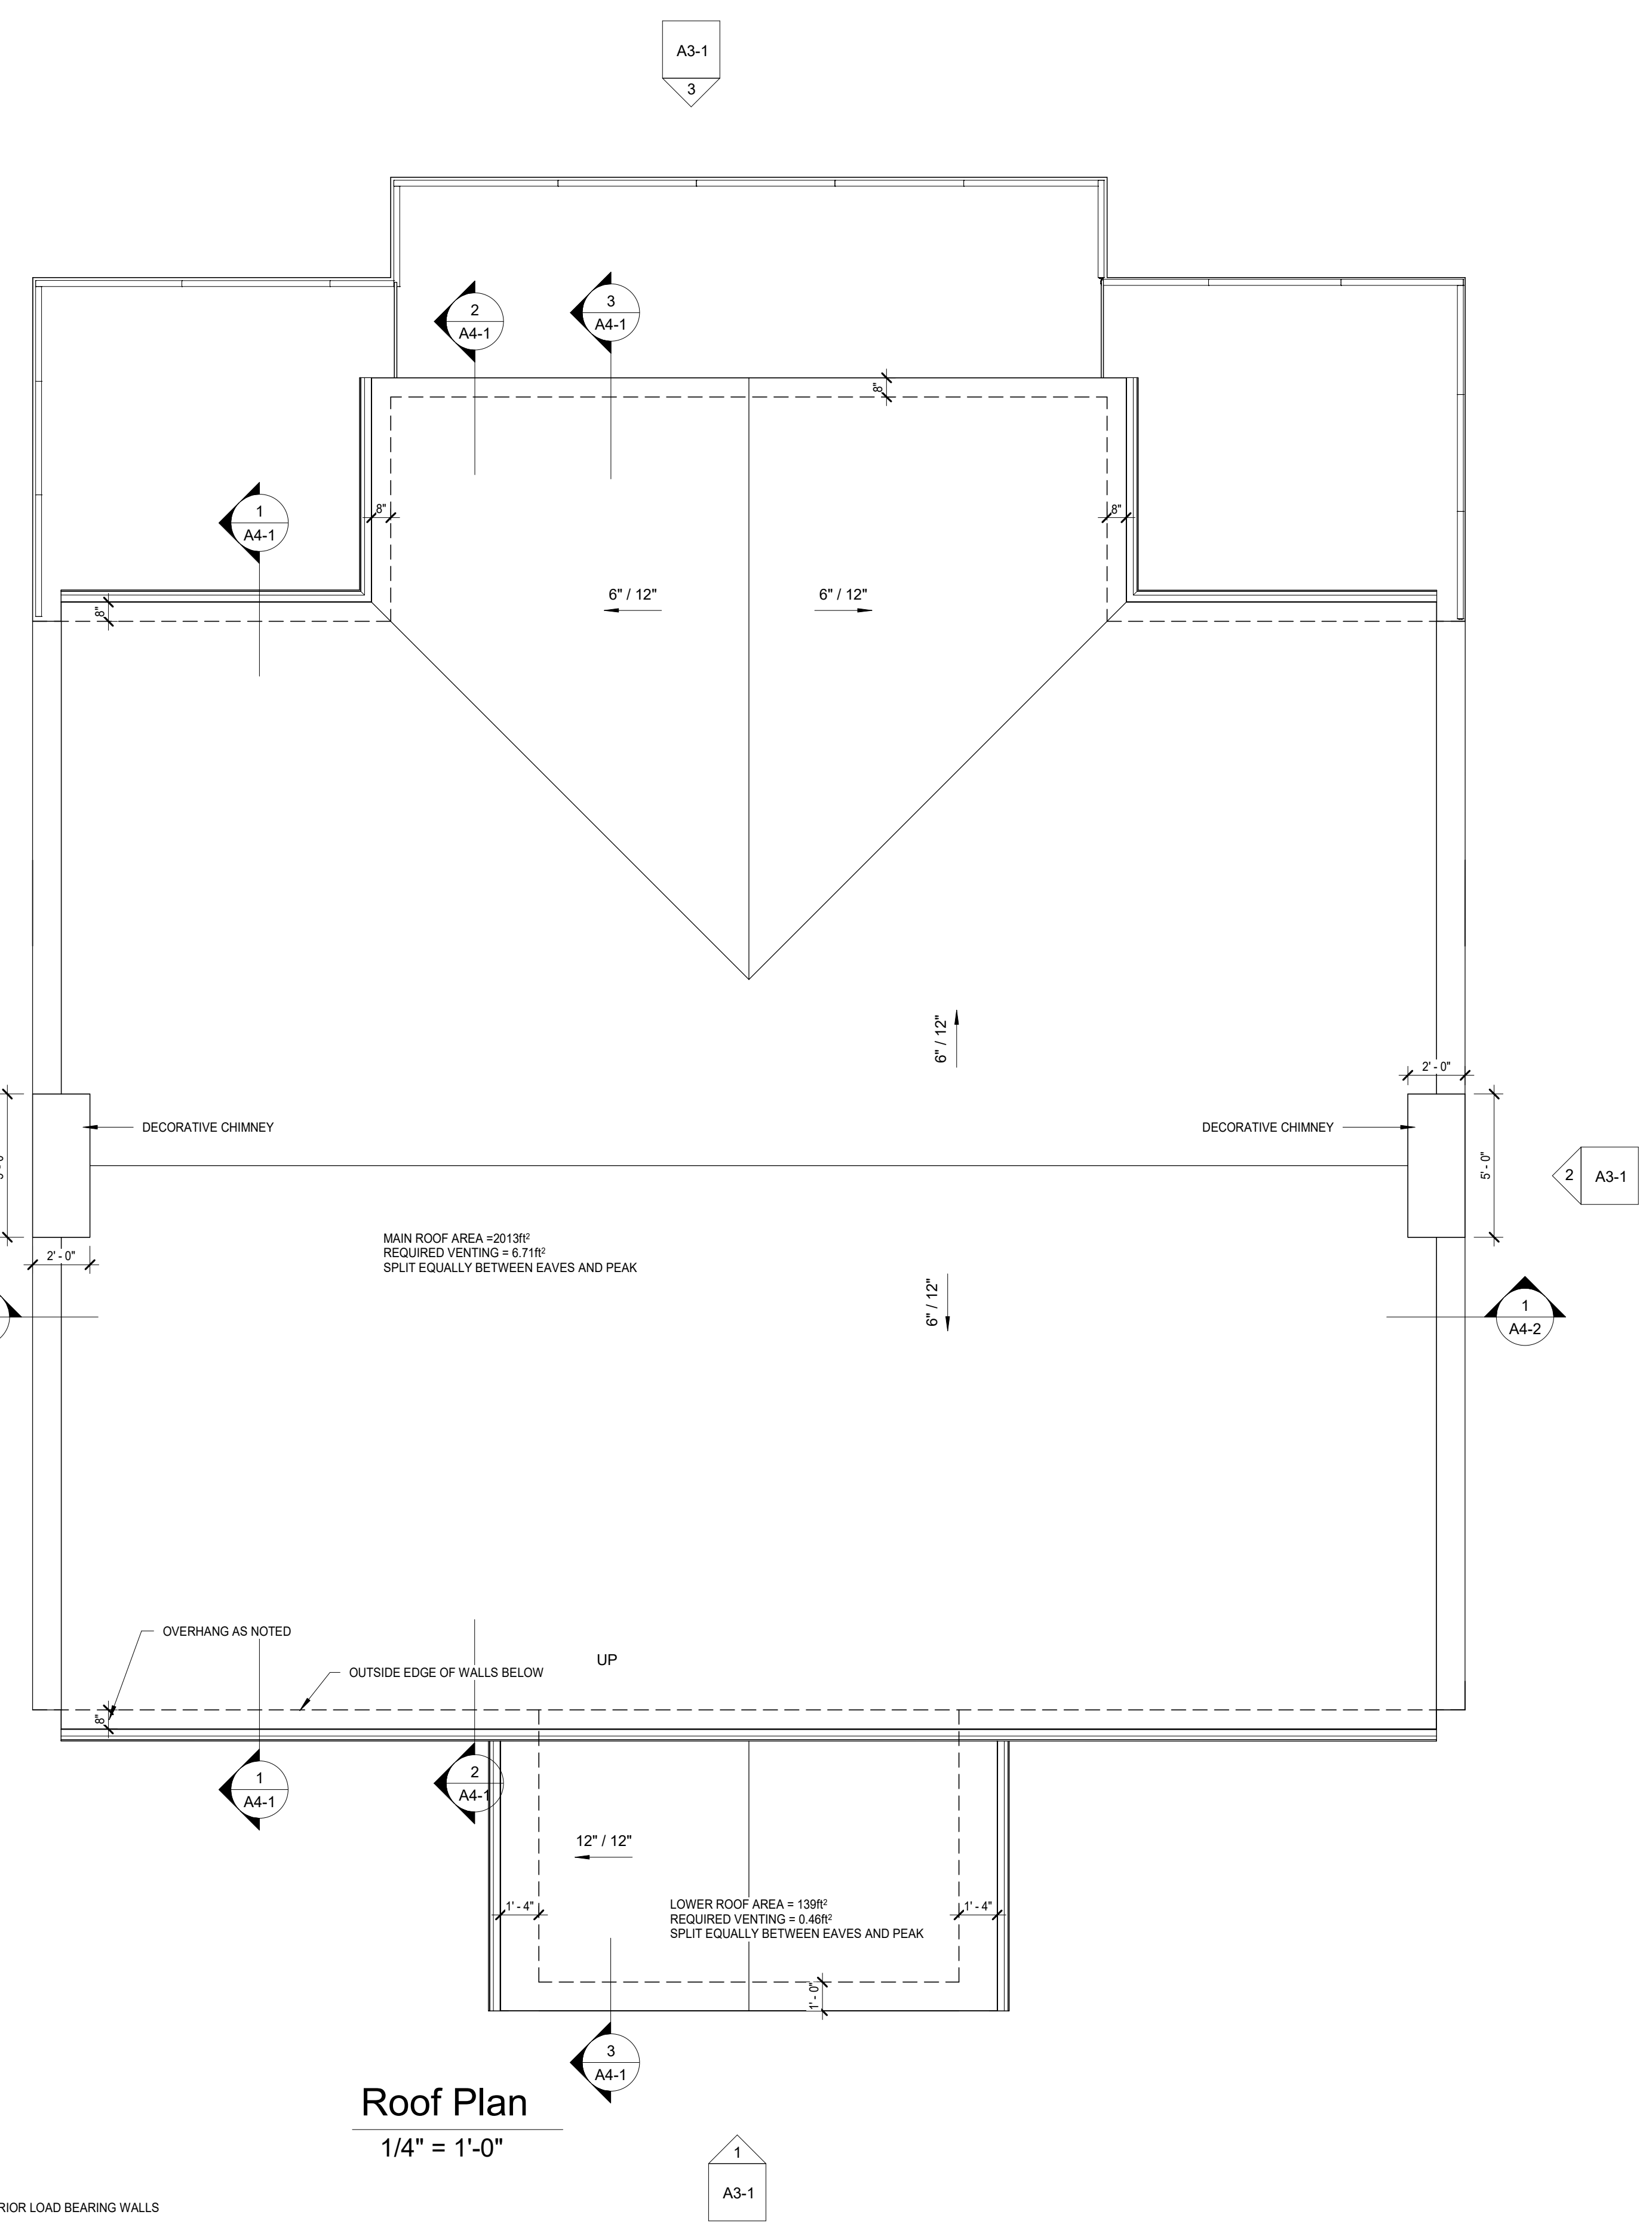 A3-1
3
2
A4-1
3
A4-1
8"
1
A4-1
8"
8"
6" / 12"
6" / 12"
8"
6" / 12"
2' - 0"
DECORATIVE CHIMNEY
DECORATIVE CHIMNEY
5' - 0"
2
A3-1
MAIN ROOF AREA =2013ft²
REQUIRED VENTING = 6.71ft²
SPLIT EQUALLY BETWEEN EAVES AND PEAK
2' - 0"
6" / 12"
1
A4-2
OVERHANG AS NOTED
UP
OUTSIDE EDGE OF WALLS BELOW
8"
1
A4-1
2
A4-1
12" / 12"
1' - 4"
LOWER ROOF AREA = 139ft²
REQUIRED VENTING = 0.46ft²
SPLIT EQUALLY BETWEEN EAVES AND PEAK
1' - 4"
1' - 0"
3
A4-1
Roof Plan
1/4" = 1'-0"
1
A3-1
RIOR LOAD BEARING WALLS